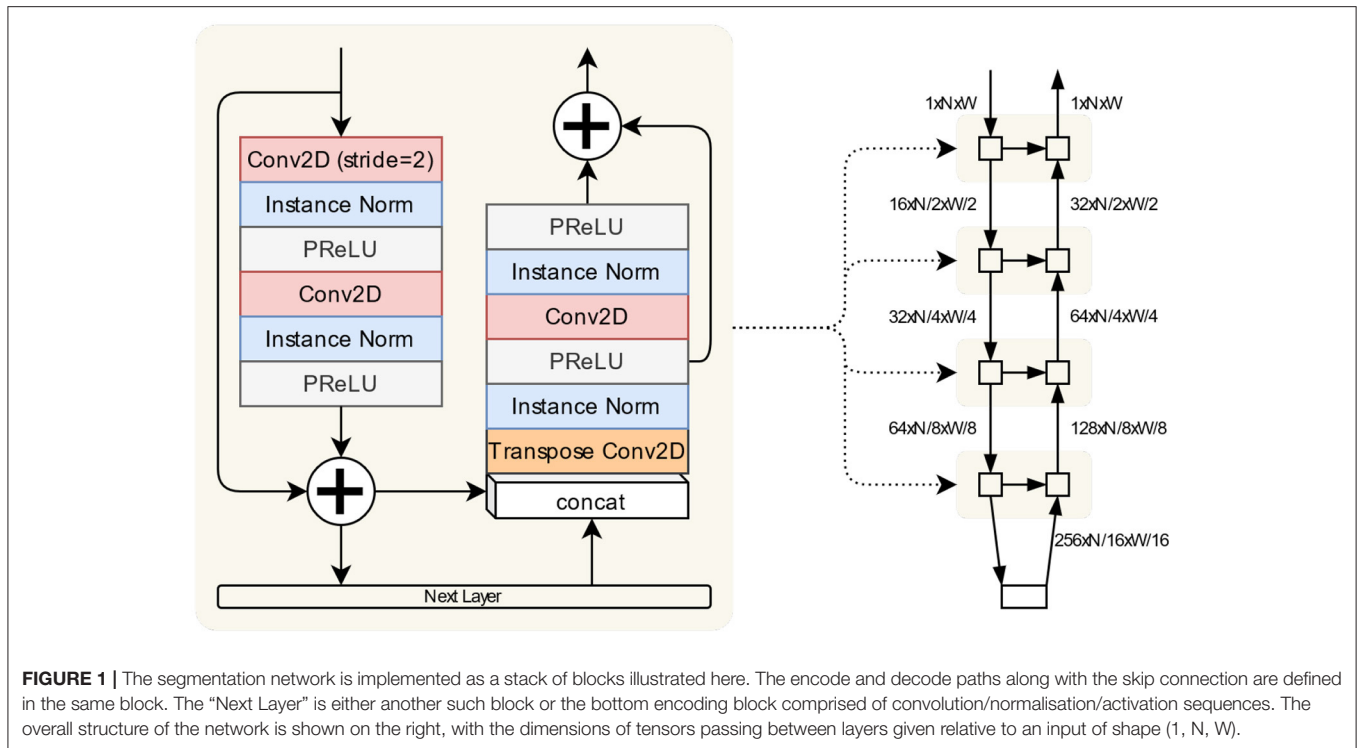 Conv2D (stride=2)
Instance Norm
PReLU
Conv2D
Instance Norm
PReLU
PReLU
Instance Norm
Conv2D
PReLU
Instance Norm
Transpose Conv2D
concat
Next Layer
1xNxW
1xNxW
16xN/2xW/2
32xN/2xW/2
32xN/4xW/4
64xN/4xW/4
64xN/8xW/8
128xN/8xW/8
256xN/16xW/16
FIGURE 1 | The segmentation network is implemented as a stack of blocks illustrated here. The encode and decode paths along with the skip connection are defined
in the same block. The “Next Layer” is either another such block or the bottom encoding block comprised of convolution/normalisation/activation sequences. The
overall structure of the network is shown on the right, with the dimensions of tensors passing between layers given relative to an input of shape (1, N, W).